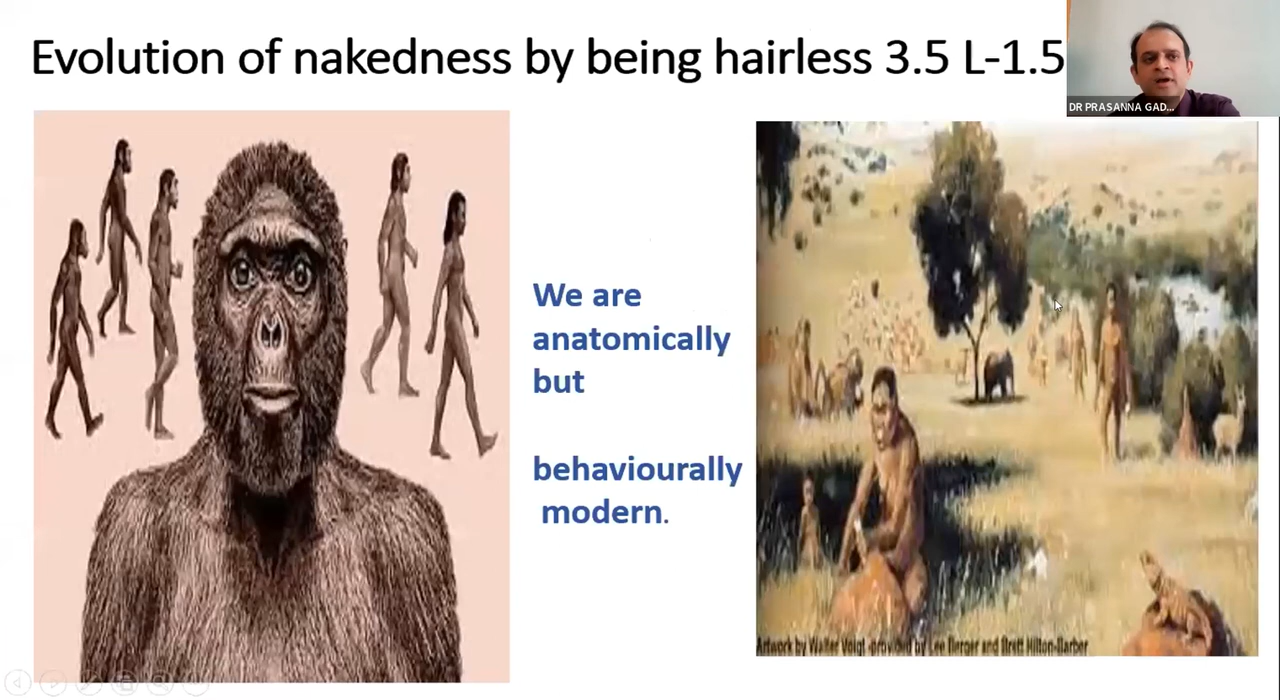 Evolution of nakedness by being hairless 3.5 L-1.5
DR PRASANNA GAD...
We are
anatomically
but
behaviourally
modern.
Artwork by Walter Voigt -provided by Lee Berger and Brett Hilton-Barber